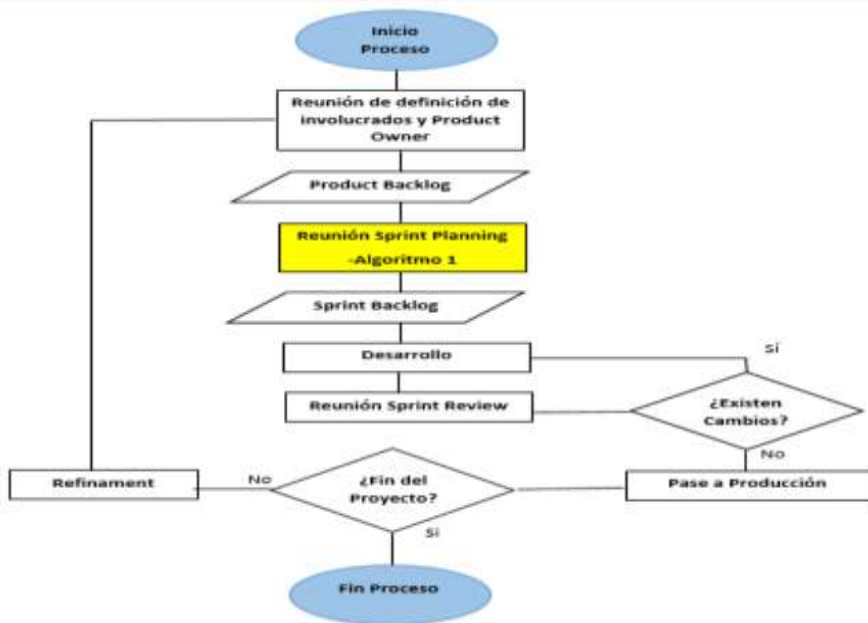 Inicio
Proceso
Reunión de definición de
involucrados y Product
Owner
Product Backlog
Reunión Sprint Planning
-Algoritmo 1
Sprint Backlog
Desarrollo
Sí
Reunión Sprint Review
¿Existen
Cambios?
No
Refinament
No
¿Fin del
Proyecto?
Pase a Producción
Si
Fin Proceso